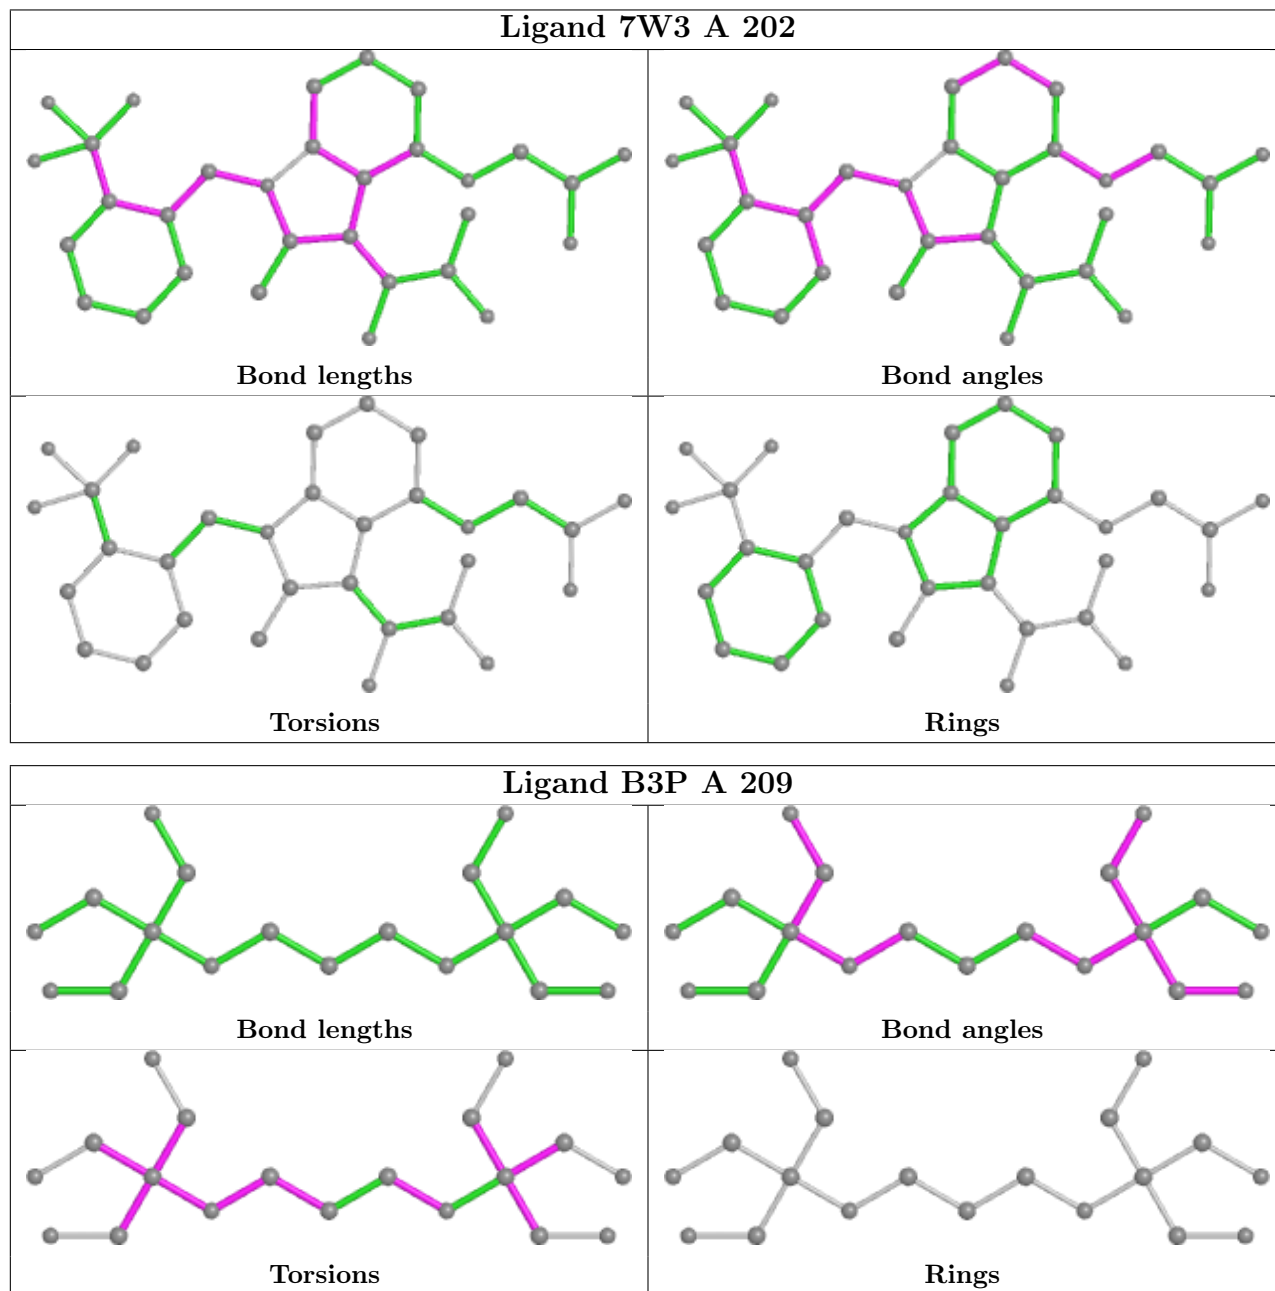 Ligand 7W3 A 202
Bond lengths
Bond angles
Torsions
Rings
Ligand B3P A 209
Bond lengths
Bond angles
Torsions
Rings